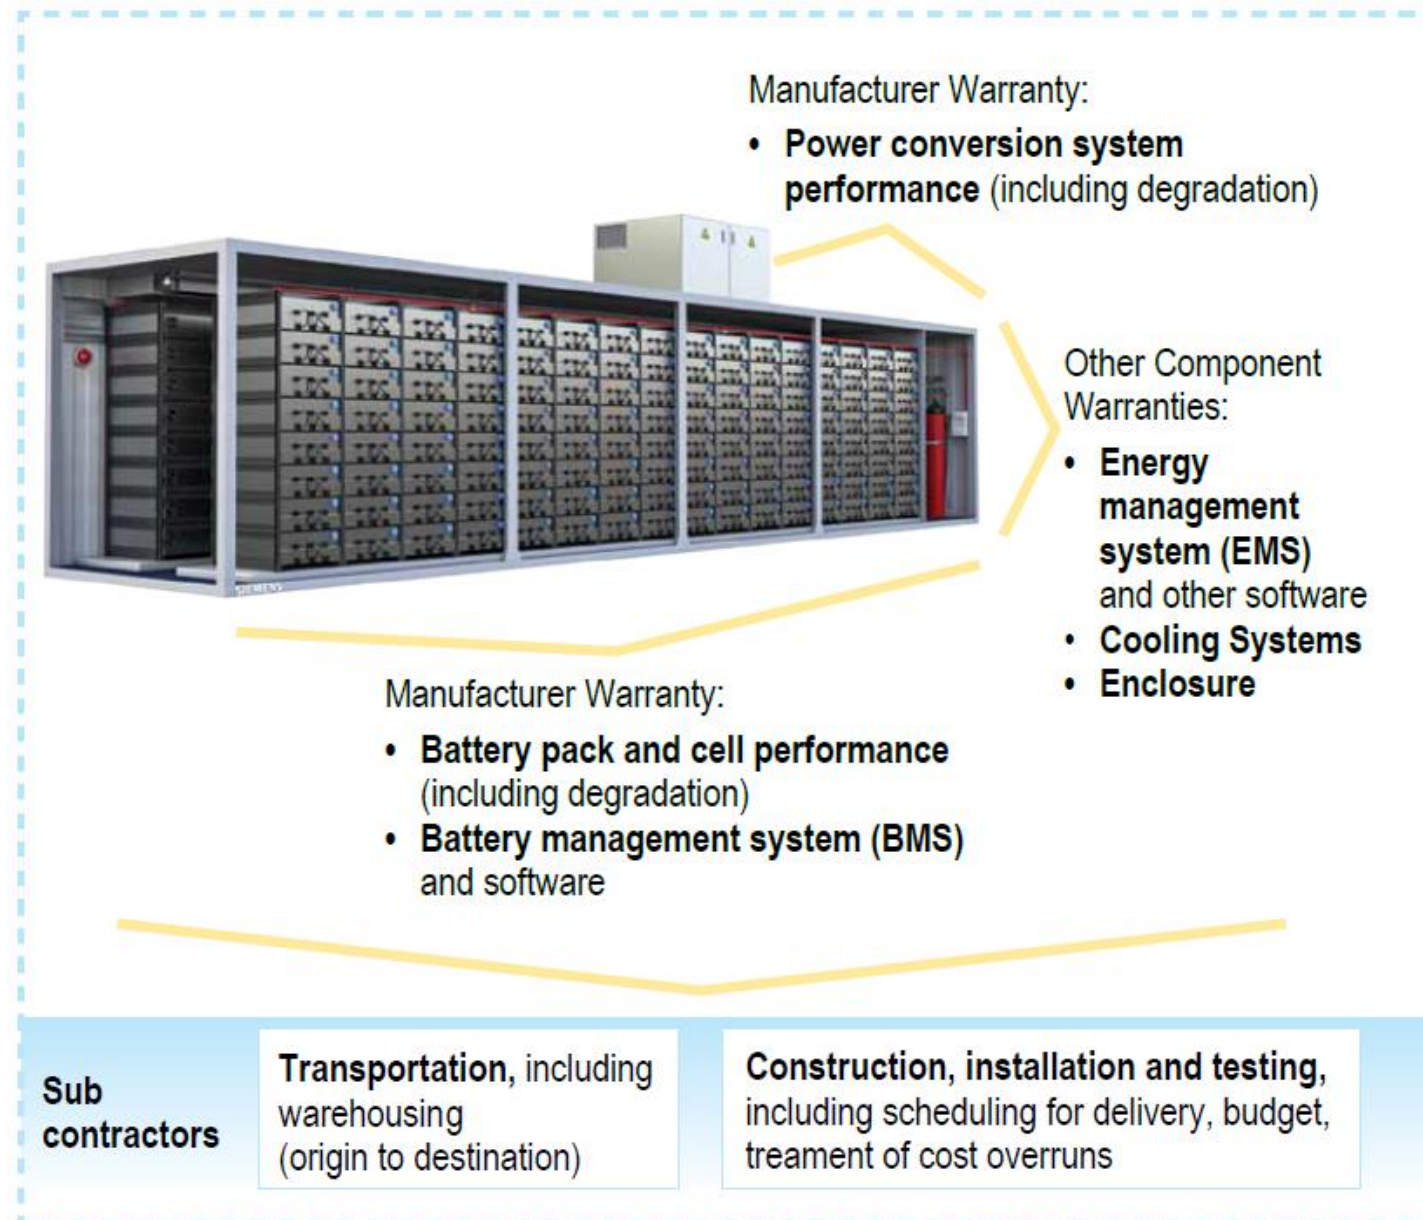 Manufacturer Warranty:
• Power conversion system
performance (including degradation)
Other Component
Warranties:
• Energy
management
system (EMS)
and other software
• Cooling Systems
• Enclosure
SIEMENS
Manufacturer Warranty:
• Battery pack and cell performance
(including degradation)
• Battery management system (BMS)
and software
Sub
contractors
Transportation, including
warehousing
(origin to destination)
Construction, installation and testing,
including scheduling for delivery, budget,
treament of cost overruns